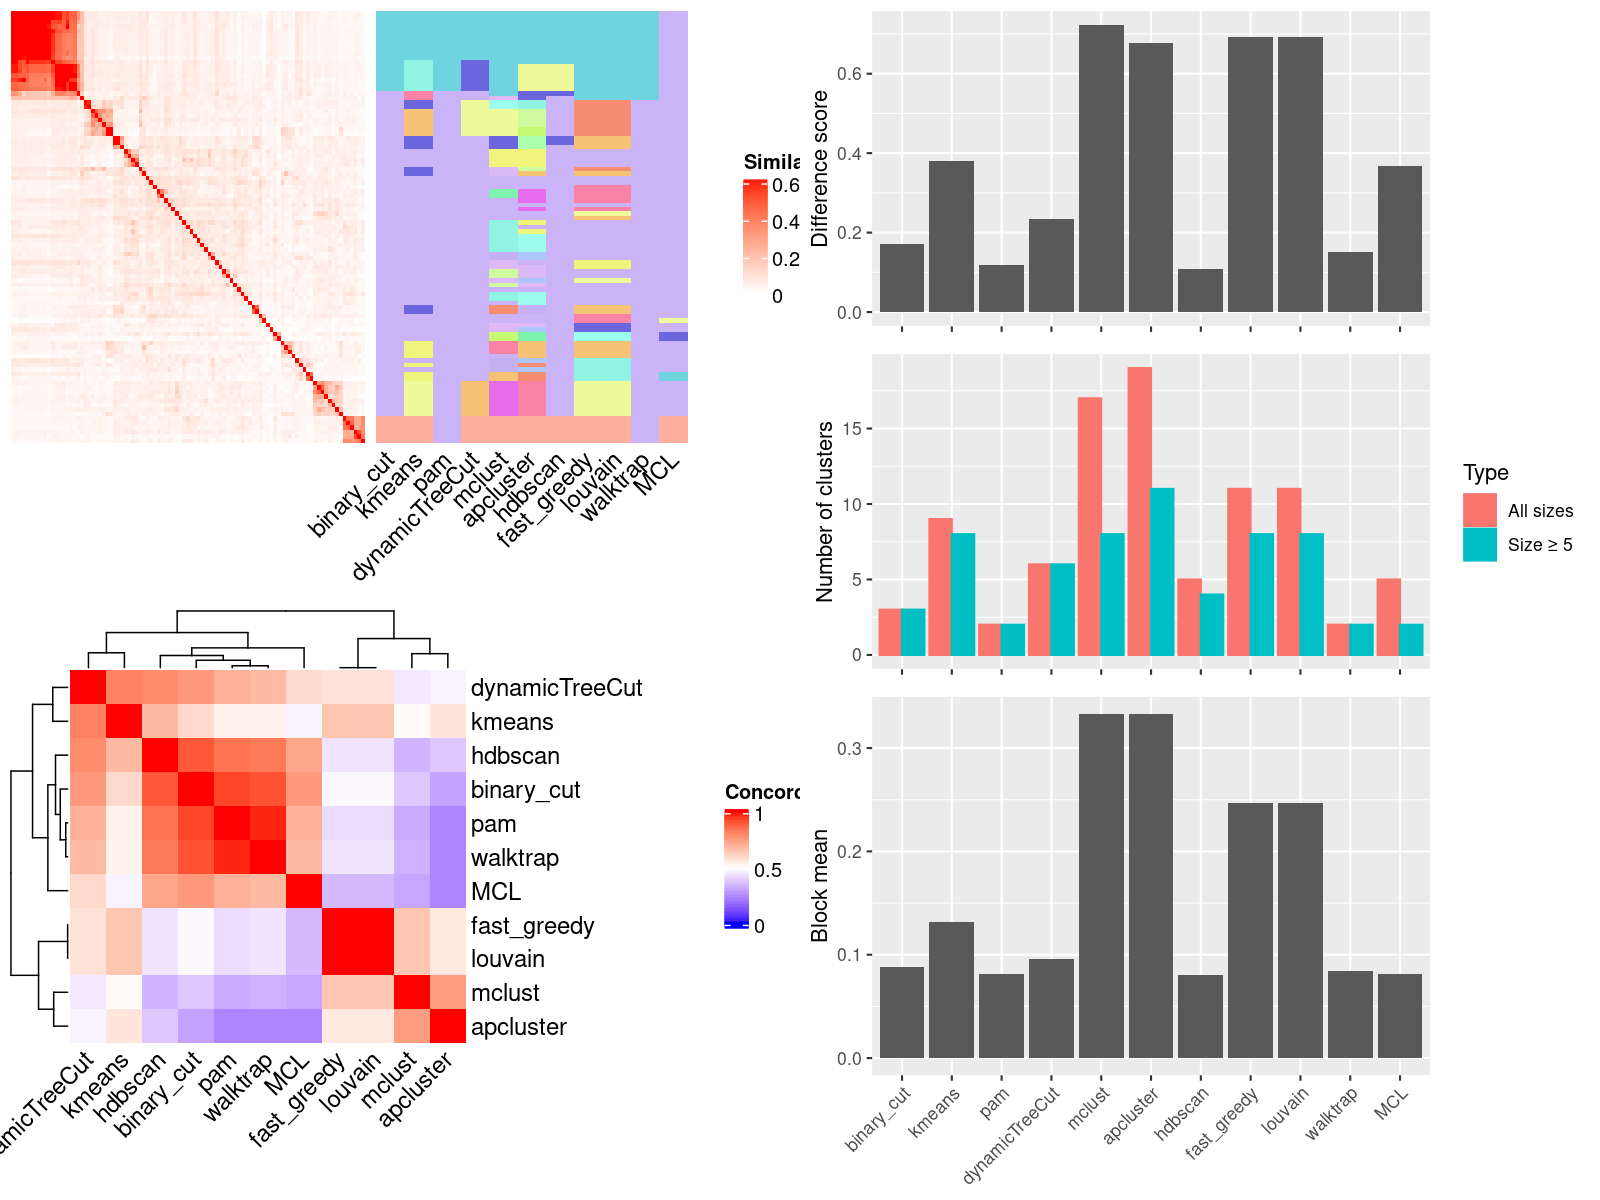 Simila
0.6
0.4
0.2
0
binary_cut
kmeans
pam
dynamicTreeCut
mclust
apcluster
hdbscan
fast_greedy
louvain
walktrap
MCL
dynamicTreeCut
kmeans
hdbscan
binary_cut
pam
walktrap
MCL
fast_greedy
louvain
mclust
apcluster
amicTreeCut
kmeans
hdbscan
binary_cut
pam
walktrap
MCL
fast_greedy
louvain
mclust
apcluster
Concord
1
0.5
0
Difference score
0.6
0.4
0.2
0.0
Number of clusters
15
10
5
0
Type
All sizes
Size ≥ 5
Block mean
0.3
0.2
0.1
0.0
binary_cut
kmeans
pam
dynamicTreeCut
mclust
apcluster
hdbscan
fast_greedy
louvain
walktrap
MCL